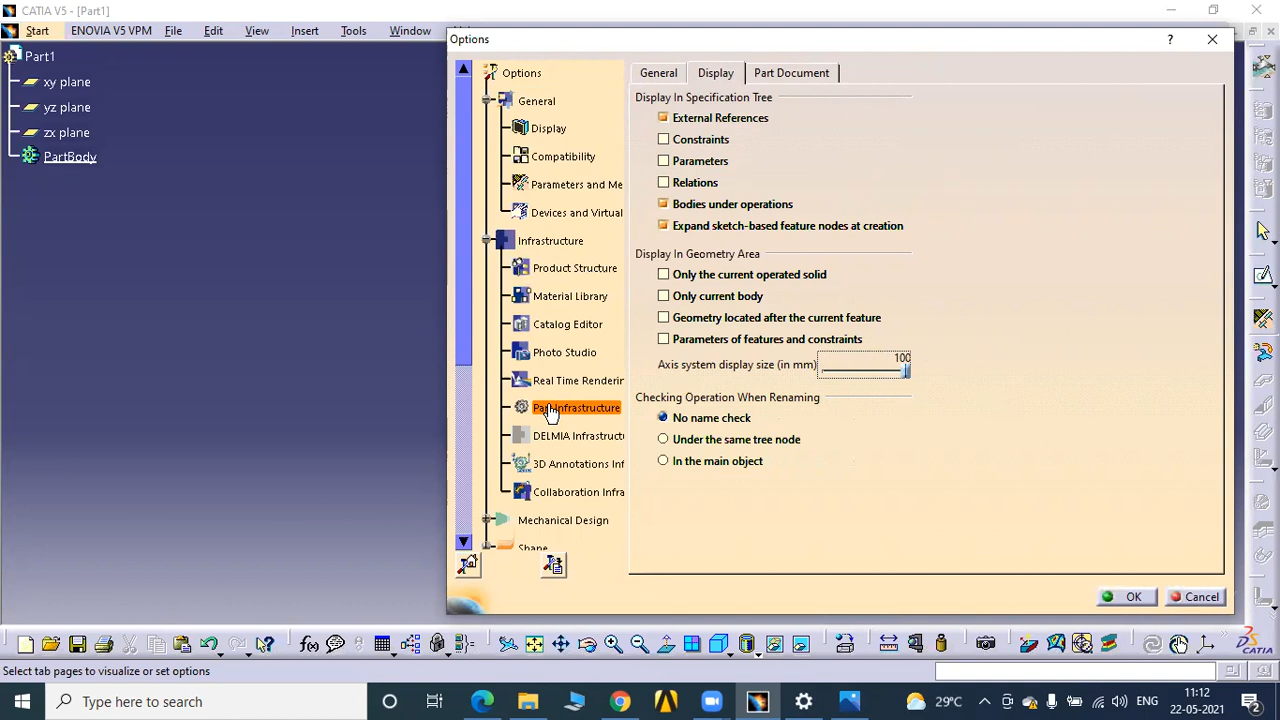 CATIA V5 - [Part1]
Start ENOVIA V5 VPM File Edit View Insert Tools Window
Part1
xy plane
yz plane
zx plane
PartBody
Options
Options
General
Display
Compatibility
Parameters and Me
Devices and Virtual
Infrastructure
Product Structure
Material Library
Catalog Editor
Photo Studio
Real Time Renderin
Part Infrastructure
DELMIA Infrastruct
3D Annotations Inf
Collaboration Infra
Mechanical Design
Shape
General Display Part Document
Display In Specification Tree
External References
Constraints
Parameters
Relations
Bodies under operations
Expand sketch-based feature nodes at creation
Display In Geometry Area
Only the current operated solid
Only current body
Geometry located after the current feature
Parameters of features and constraints
Axis system display size (in mm) 100
Checking Operation When Renaming
No name check
Under the same tree node
In the main object
OK Cancel
CATIA
Select tab pages to visualize or set options
Type here to search
29°C ENG 11:12
22-05-2021
2